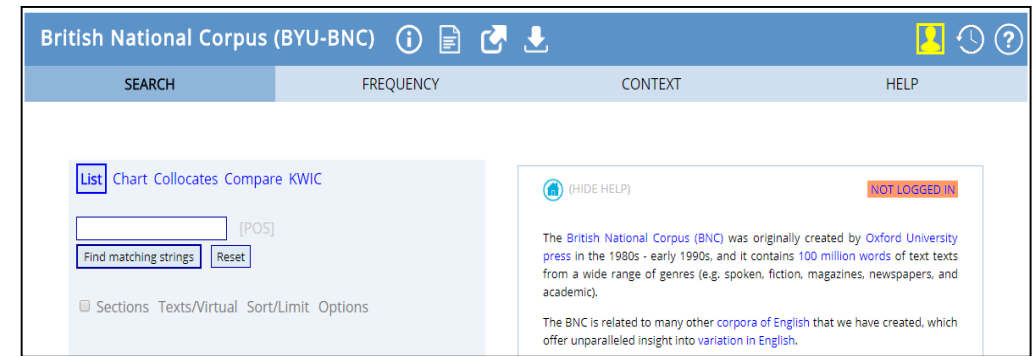 British National Corpus (BYU-BNC)
SEARCH FREQUENCY CONTEXT HELP
List Chart Collocates Compare KWIC
[POS]
Find matching strings Reset
Sections Texts/Virtual Sort/Limit Options
(HIDE HELP) NOT LOGGED IN
The British National Corpus (BNC) was originally created by Oxford University
press in the 1980s - early 1990s, and it contains 100 million words of text texts
from a wide range of genres (e.g. spoken, fiction, magazines, newspapers, and
academic).
The BNC is related to many other corpora of English that we have created, which
offer unparalleled insight into variation in English.